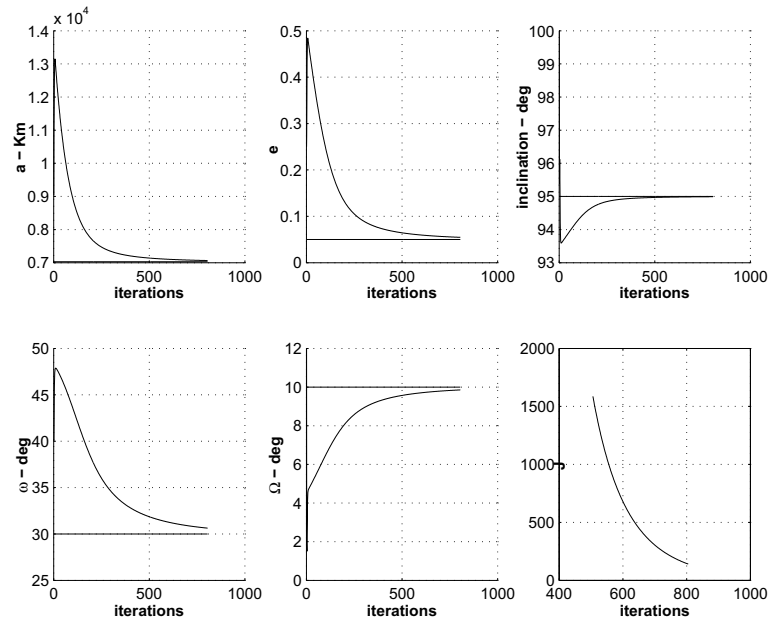 x 10⁴
1.4
1.3
1.2
1.1
1
0.9
0.8
0.7
0 500 1000
a − Km
iterations
0.5
0.4
0.3
0.2
0.1
0
0 500 1000
e
iterations
100
99
98
97
96
95
94
93
0 500 1000
inclination − deg
iterations
50
45
40
35
30
25
0 500 1000
ω − deg
iterations
12
10
8
6
4
2
0
0 500 1000
Ω − deg
iterations
2000
1500
1000
500
0
400 600 800 1000
J
iterations